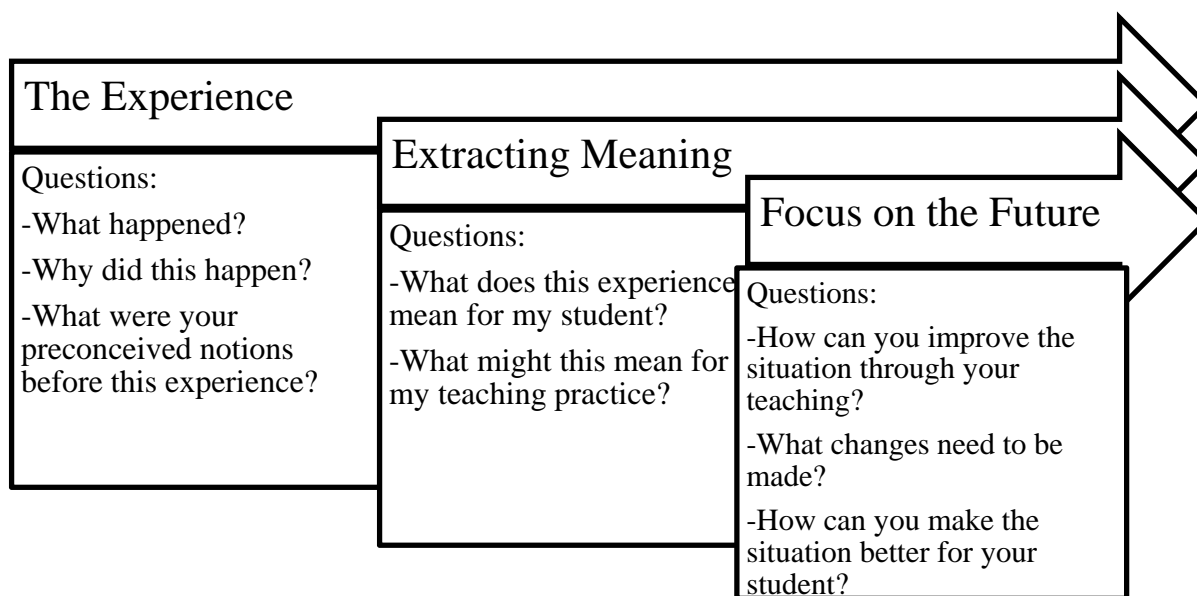 The Experience
Questions:
-What happened?
-Why did this happen?
-What were your
preconceived notions
before this experience?
Extracting Meaning
Questions:
-What does this experience
mean for my student?
-What might this mean for
my teaching practice?
Focus on the Future
Questions:
-How can you improve the
situation through your
teaching?
-What changes need to be
made?
-How can you make the
situation better for your
student?